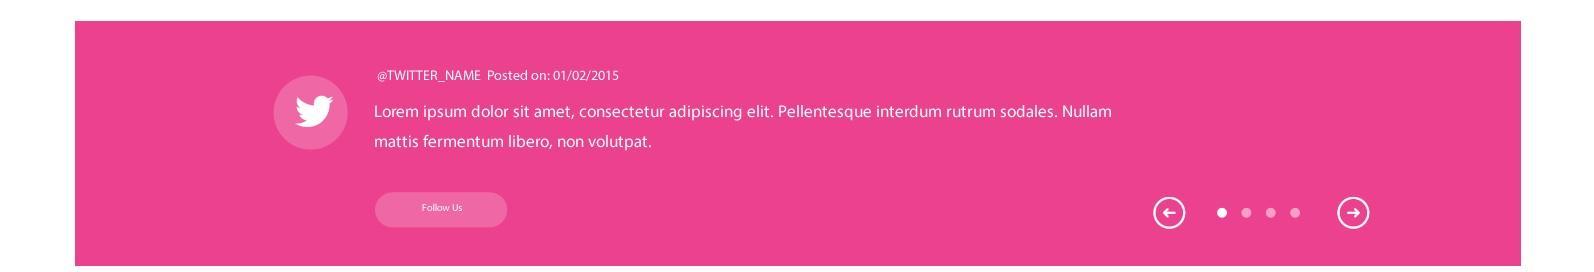 @TWITTER_NAME Posted on: 01/02/2015
Lorem ipsum dolor sit amet, consectetur adipiscing elit. Pellentesque interdum rutrum sodales. Nullam
mattis fermentum libero, non volutpat.
Follow Us